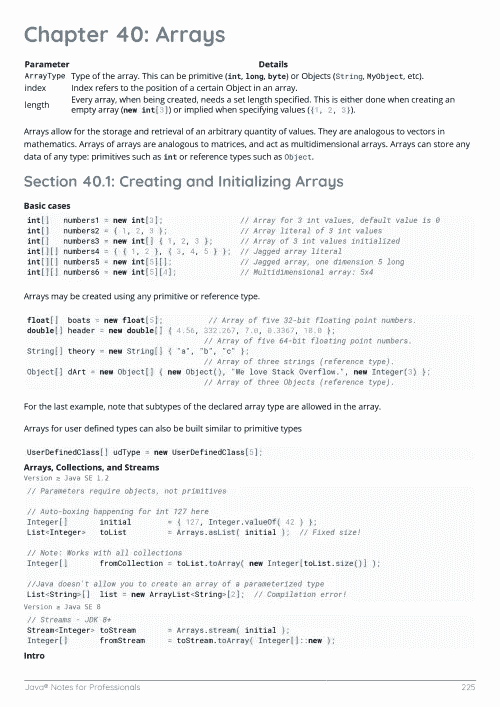 Chapter 40: Arrays
Parameter Details
ArrayType Type of the array. This can be primitive (int, long, byte) or Objects (String, MyObject, etc).
index Index refers to the position of a certain Object in an array.
length Every array, when being created, needs a set length specified. This is either done when creating an
empty array (new int[3]) or implied when specifying values ({1, 2, 3}).
Arrays allow for the storage and retrieval of an arbitrary quantity of values. They are analogous to vectors in
mathematics. Arrays of arrays are analogous to matrices, and act as multidimensional arrays. Arrays can store any
data of any type: primitives such as int or reference types such as Object.
Section 40.1: Creating and Initializing Arrays
Basic cases
int[] numbers1 = new int[3]; // Array for 3 int values, default value is 0
int[] numbers2 = { 1, 2, 3 }; // Array literal of 3 int values
int[] numbers3 = new int[] { 1, 2, 3 }; // Array of 3 int values initialized
int[][] numbers4 = { { 1, 2 }, { 3, 4, 5 } }; // Jagged array literal
int[][] numbers5 = new int[5][]; // Jagged array, one dimension 5 long
int[][] numbers6 = new int[5][4]; // Multidimensional array: 5x4
Arrays may be created using any primitive or reference type.
float[] boats = new float[5]; // Array of five 32-bit floating point numbers.
double[] header = new double[] { 4.56, 332.267, 7.0, 0.3367, 10.0 };
// Array of five 64-bit floating point numbers.
String[] theory = new String[] { "a", "b", "c" };
// Array of three strings (reference type).
Object[] dArt = new Object[] { new Object(), "We love Stack Overflow.", new Integer(3) };
// Array of three Objects (reference type).
For the last example, note that subtypes of the declared array type are allowed in the array.
Arrays for user defined types can also be built similar to primitive types
UserDefinedClass[] udType = new UserDefinedClass[5];
Arrays, Collections, and Streams
Version ≥ Java SE 1.2
// Parameters require objects, not primitives
// Auto-boxing happening for int 127 here
Integer[] initial = { 127, Integer.valueOf( 42 ) };
List<Integer> toList = Arrays.asList( initial ); // Fixed size!
// Note: Works with all collections
Integer[] fromCollection = toList.toArray( new Integer[toList.size()] );
//Java doesn't allow you to create an array of a parameterized type
List<String>[] list = new ArrayList<String>[2]; // Compilation error!
Version ≥ Java SE 8
// Streams - JDK 8+
Stream<Integer> toStream = Arrays.stream( initial );
Integer[] fromStream = toStream.toArray( Integer[]::new );
Intro
Java® Notes for Professionals 225